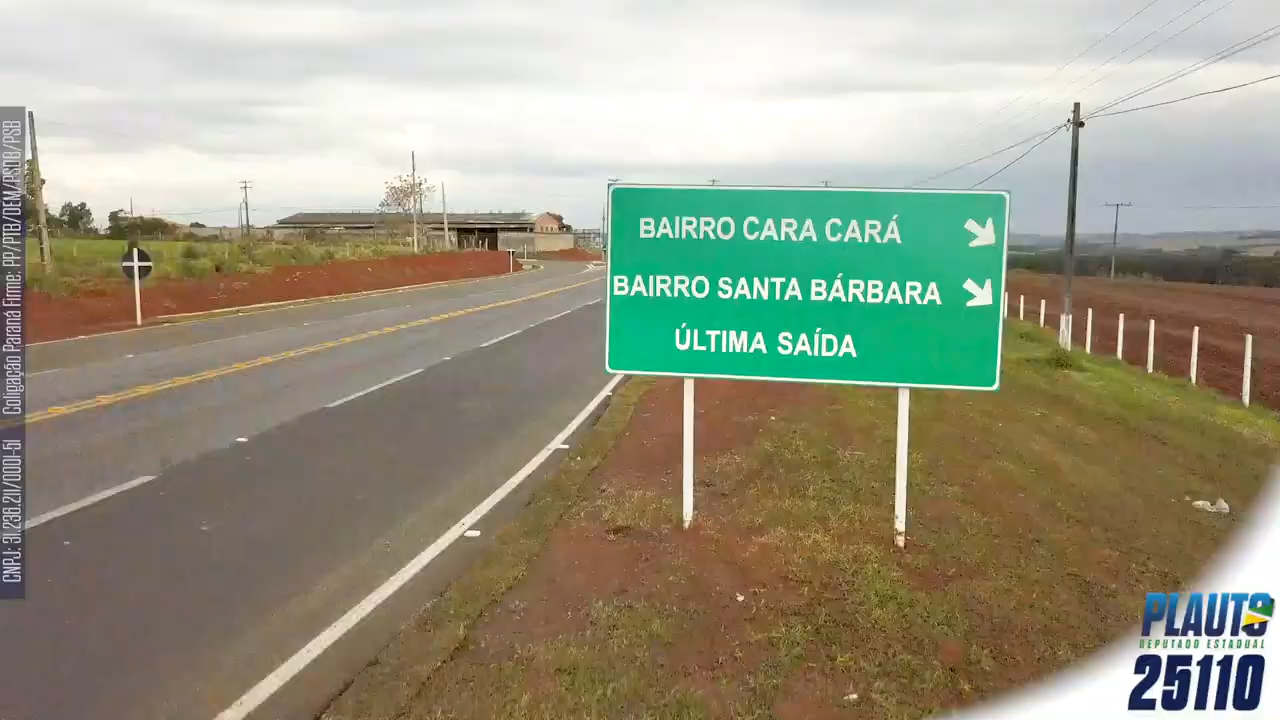 BAIRRO CARA CARÁ
BAIRRO SANTA BÁRBARA
ÚLTIMA SAÍDA
CNPJ: 31.236.211/0001-51 Coligação Paraná Firme: PP/PTB/DEM/PSDB/PSB
PLAUTO
DEPUTADO ESTADUAL
25110